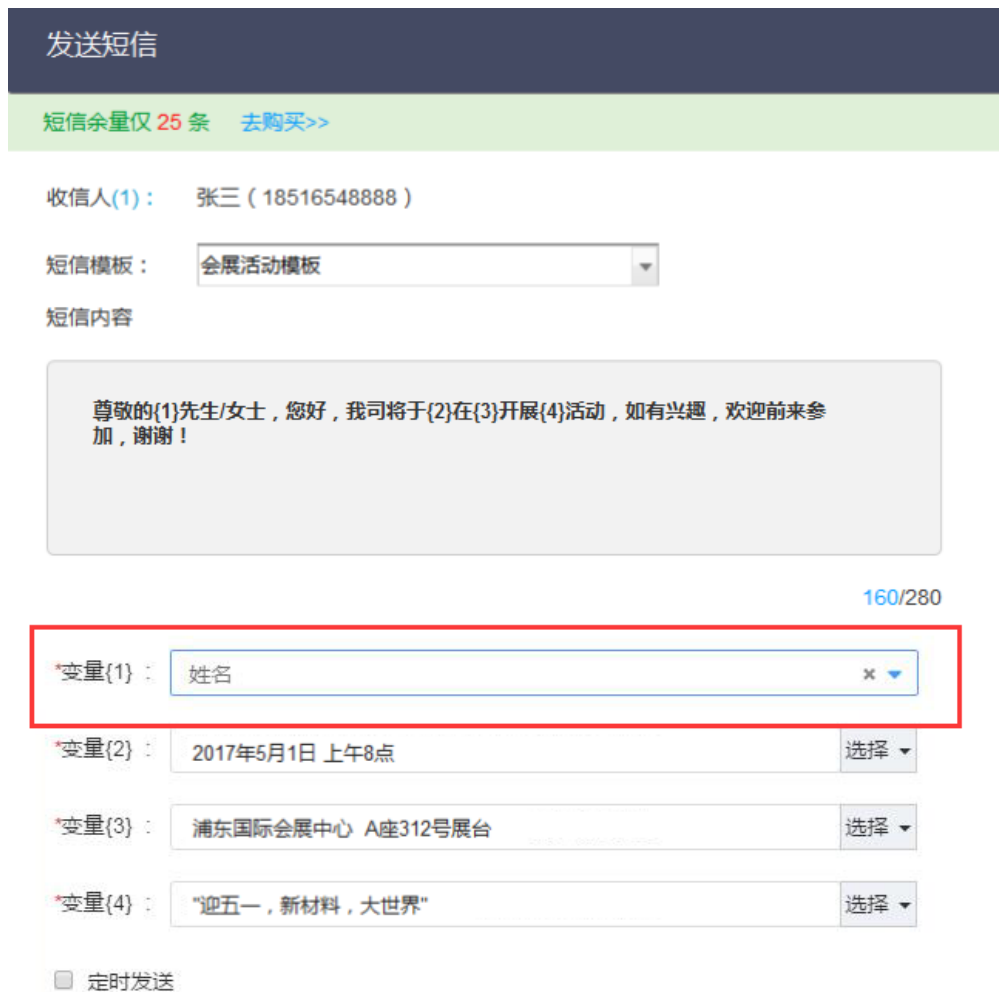 发送短信
短信余量仅 25 条 去购买>>
收信人(1)： 张三（18516548888）
短信模板： 会展活动模板
短信内容
尊敬的{1}先生/女士，您好，我司将于{2}在{3}开展{4}活动，如有兴趣，欢迎前来参
加，谢谢！
160/280
*变量{1} ： 姓名
*变量{2} ： 2017年5月1日 上午8点 选择
*变量{3} ： 浦东国际会展中心 A座312号展台 选择
*变量{4} ： "迎五一，新材料，大世界" 选择
定时发送